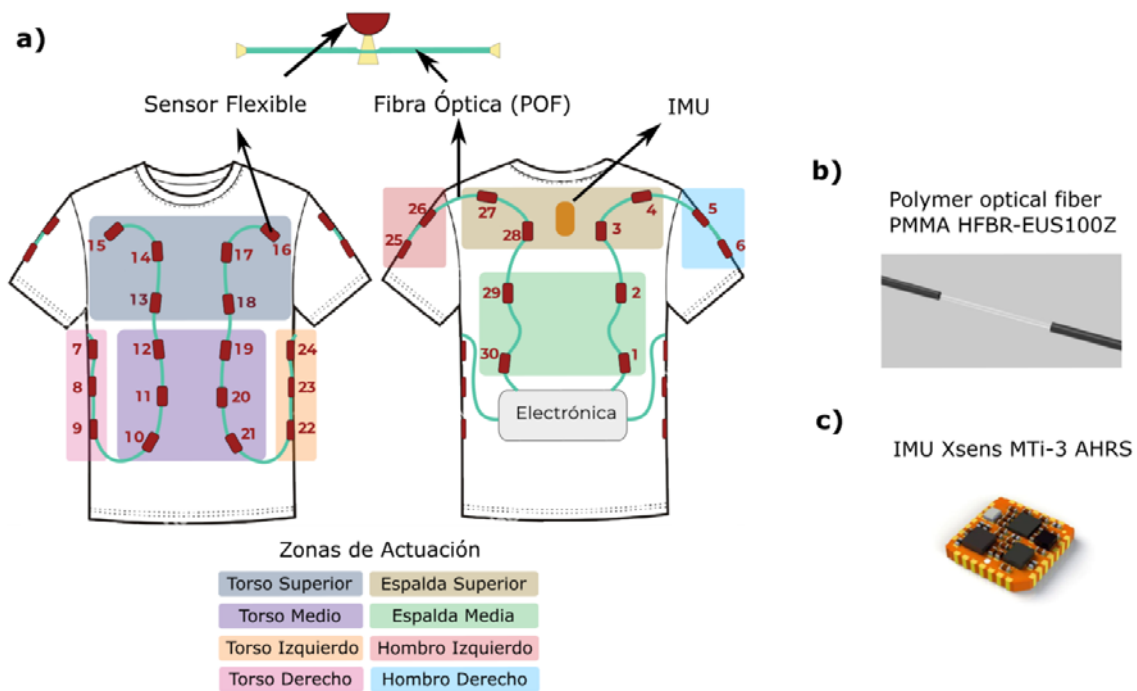 a)
Sensor Flexible
Fibra Óptica (POF)
IMU
15
14
13
12
11
10
7
8
9
16
17
18
19
20
21
24
23
22
26
25
27
28
29
30
4
3
2
1
5
6
Electrónica
Zonas de Actuación
Torso Superior
Espalda Superior
Torso Medio
Espalda Media
Torso Izquierdo
Hombro Izquierdo
Torso Derecho
Hombro Derecho
b)
Polymer optical fiber
PMMA HFBR-EUS100Z
c)
IMU Xsens MTi-3 AHRS